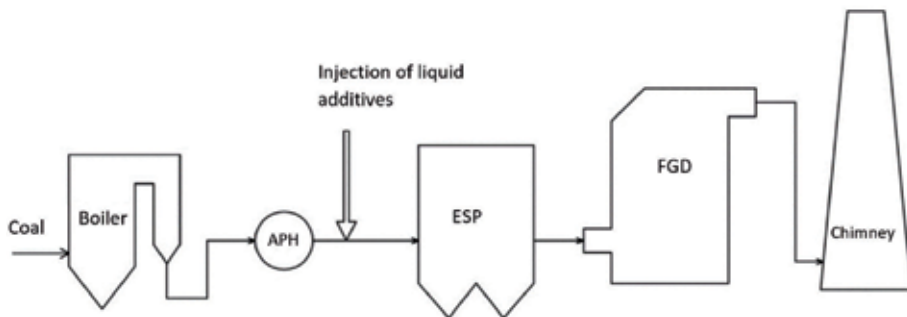 Injection of liquid
additives
Coal
Boiler
APH
ESP
FGD
Chimney